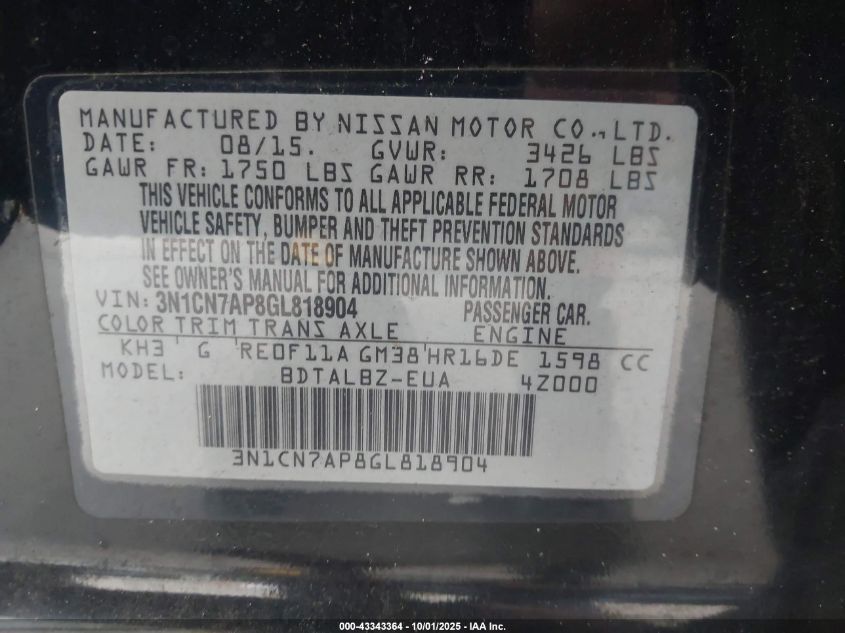 MANUFACTURED BY NISSAN MOTOR CO., LTD.
DATE: 08/15. GVWR: 3426 LBS
GAWR FR: 1750 LBS GAWR RR: 1708 LBS
THIS VEHICLE CONFORMS TO ALL APPLICABLE FEDERAL MOTOR
VEHICLE SAFETY, BUMPER AND THEFT PREVENTION STANDARDS
IN EFFECT ON THE DATE OF MANUFACTURE SHOWN ABOVE.
SEE OWNER'S MANUAL FOR ADDITIONAL INFORMATION.
VIN: 3N1CN7AP8GL818904 PASSENGER CAR.
COLOR TRIM TRANS AXLE ENGINE
KH3 G RE0F11A GM38 HR16DE 1598 CC
MODEL: BDTALBZ-EUA 4Z000
3N1CN7AP8GL818904
000-43343364 - 10/01/2025 - IAA Inc.